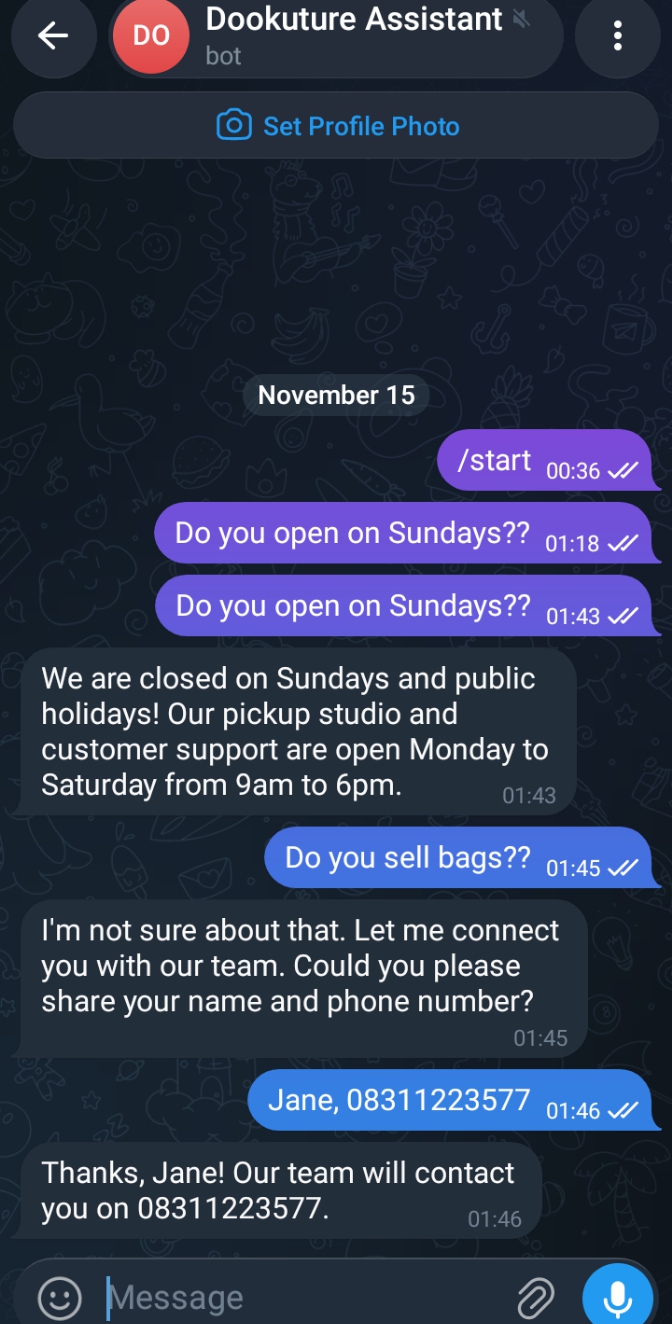 DO
Dookuture Assistant
bot
Set Profile Photo
November 15
/start 00:36
Do you open on Sundays?? 01:18
Do you open on Sundays?? 01:43
We are closed on Sundays and public
holidays! Our pickup studio and
customer support are open Monday to
Saturday from 9am to 6pm. 01:43
Do you sell bags?? 01:45
I'm not sure about that. Let me connect
you with our team. Could you please
share your name and phone number?
01:45
Jane, 08311223577 01:46
Thanks, Jane! Our team will contact
you on 08311223577. 01:46
Message